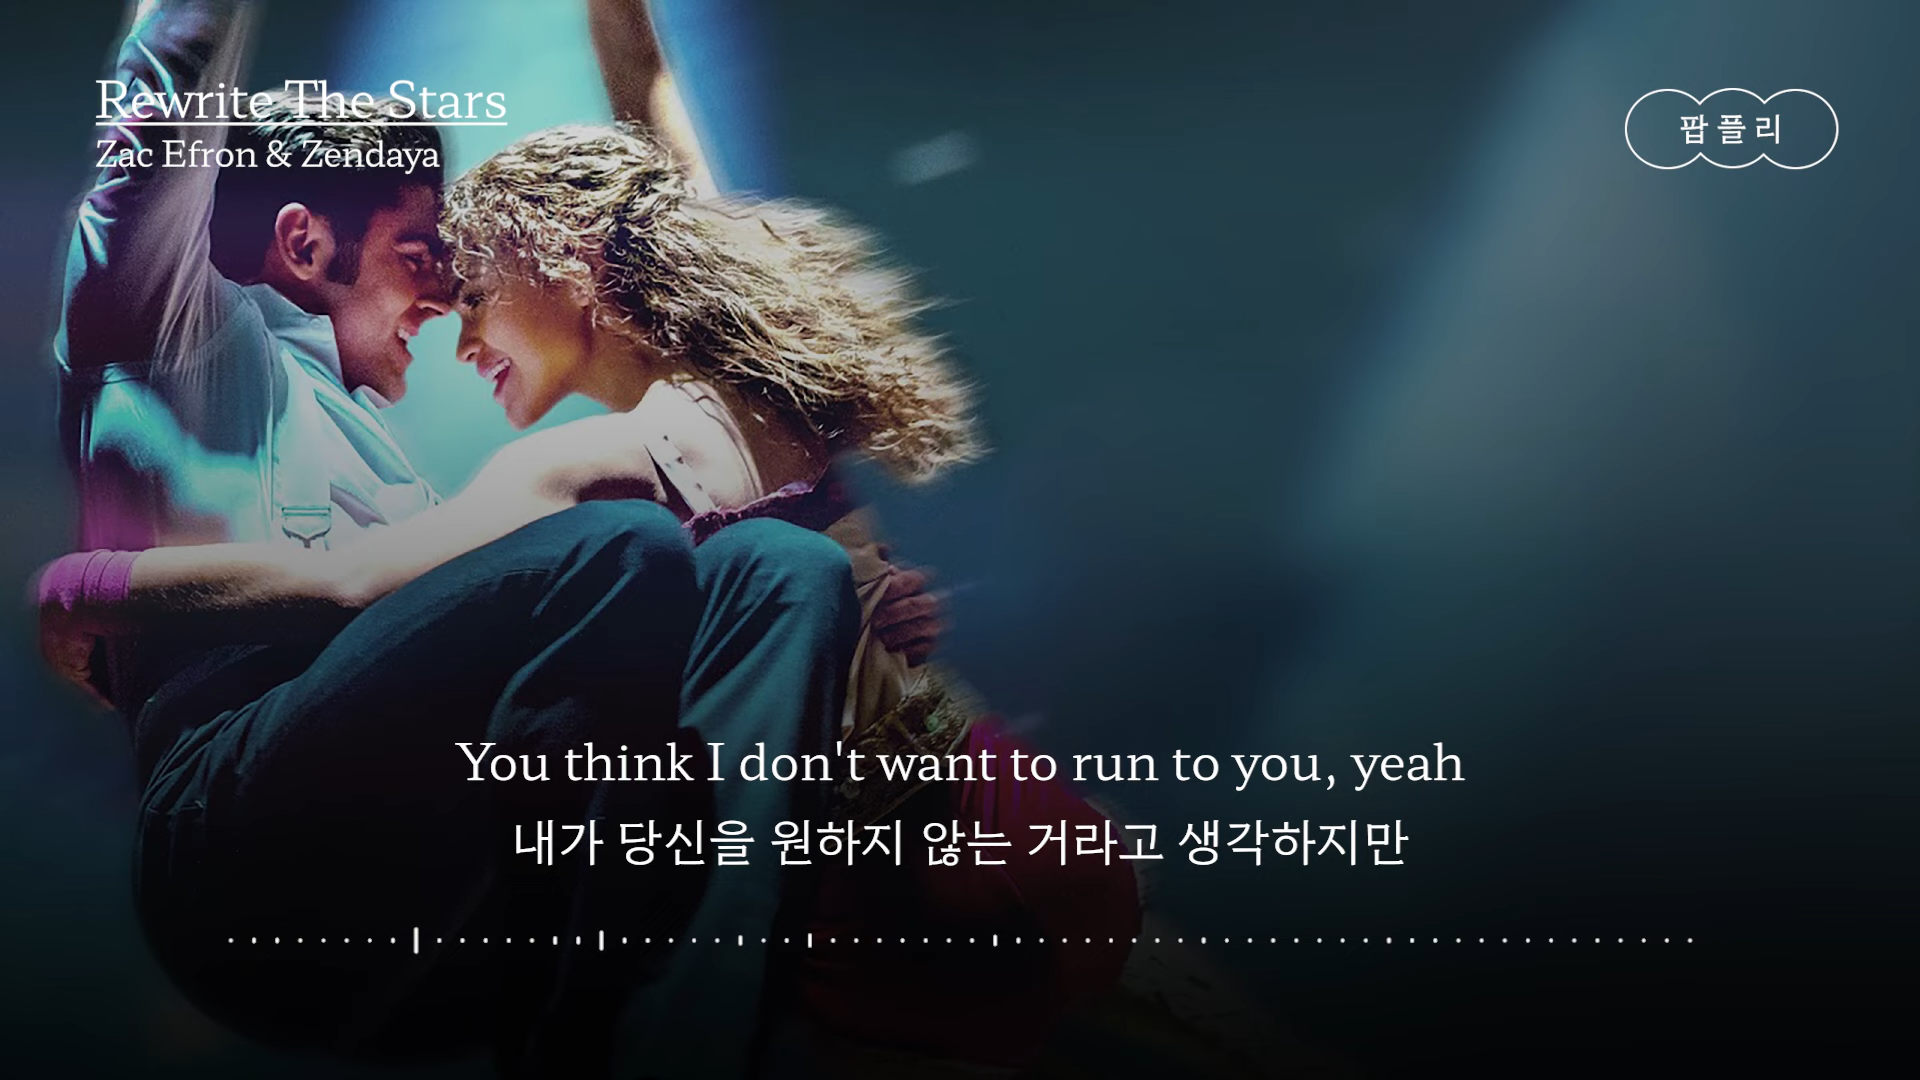 Rewrite The Stars
Zac Efron & Zendaya
팝플리
You think I don't want to run to you, yeah
내가 당신을 원하지 않는 거라고 생각하지만